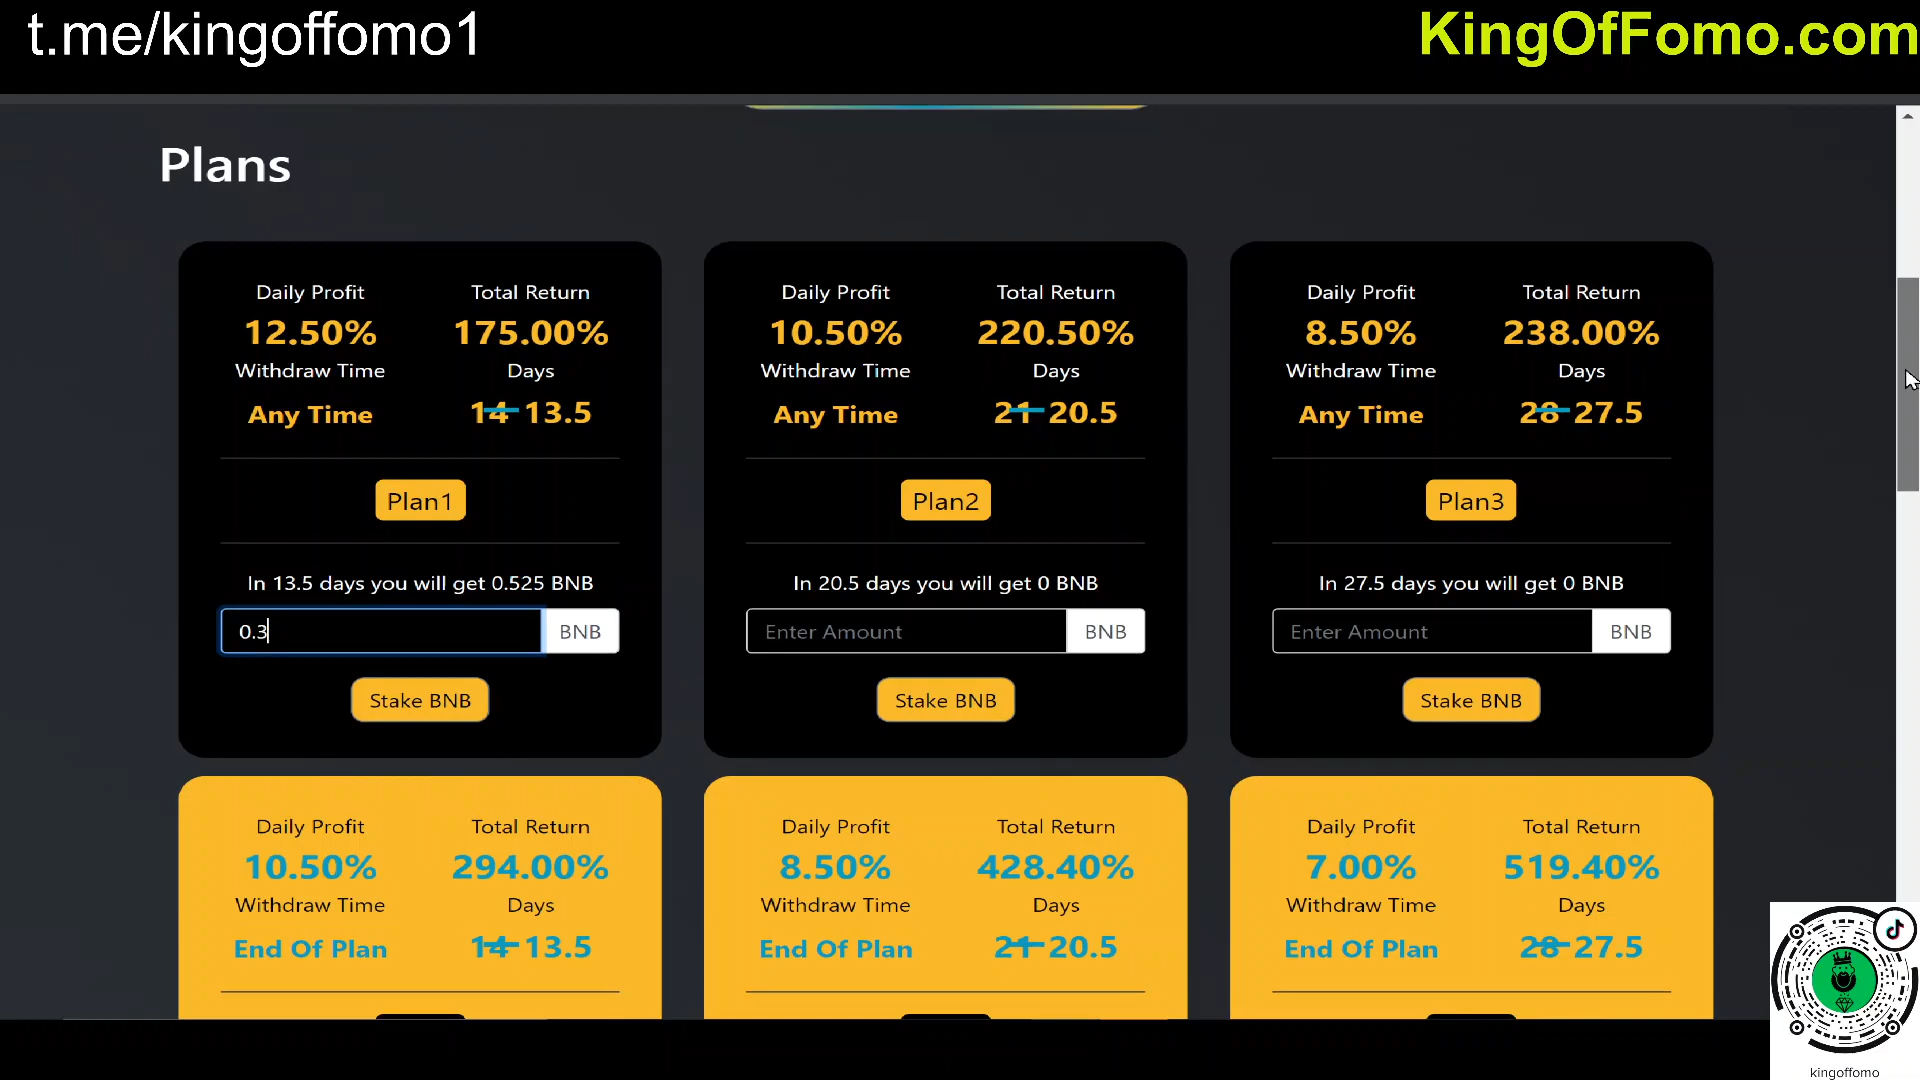 t.me/kingoffomo1
KingOfFomo.com
Plans
Daily Profit Total Return
12.50% 175.00%
Withdraw Time Days
Any Time 14 13.5
Plan1
In 13.5 days you will get 0.525 BNB
0.3 BNB
Stake BNB
Daily Profit Total Return
10.50% 220.50%
Withdraw Time Days
Any Time 21 20.5
Plan2
In 20.5 days you will get 0 BNB
Enter Amount BNB
Stake BNB
Daily Profit Total Return
8.50% 238.00%
Withdraw Time Days
Any Time 28 27.5
Plan3
In 27.5 days you will get 0 BNB
Enter Amount BNB
Stake BNB
Daily Profit Total Return
10.50% 294.00%
Withdraw Time Days
End Of Plan 14 13.5
Daily Profit Total Return
8.50% 428.40%
Withdraw Time Days
End Of Plan 21 20.5
Daily Profit Total Return
7.00% 519.40%
Withdraw Time Days
End Of Plan 28 27.5
kingoffomo